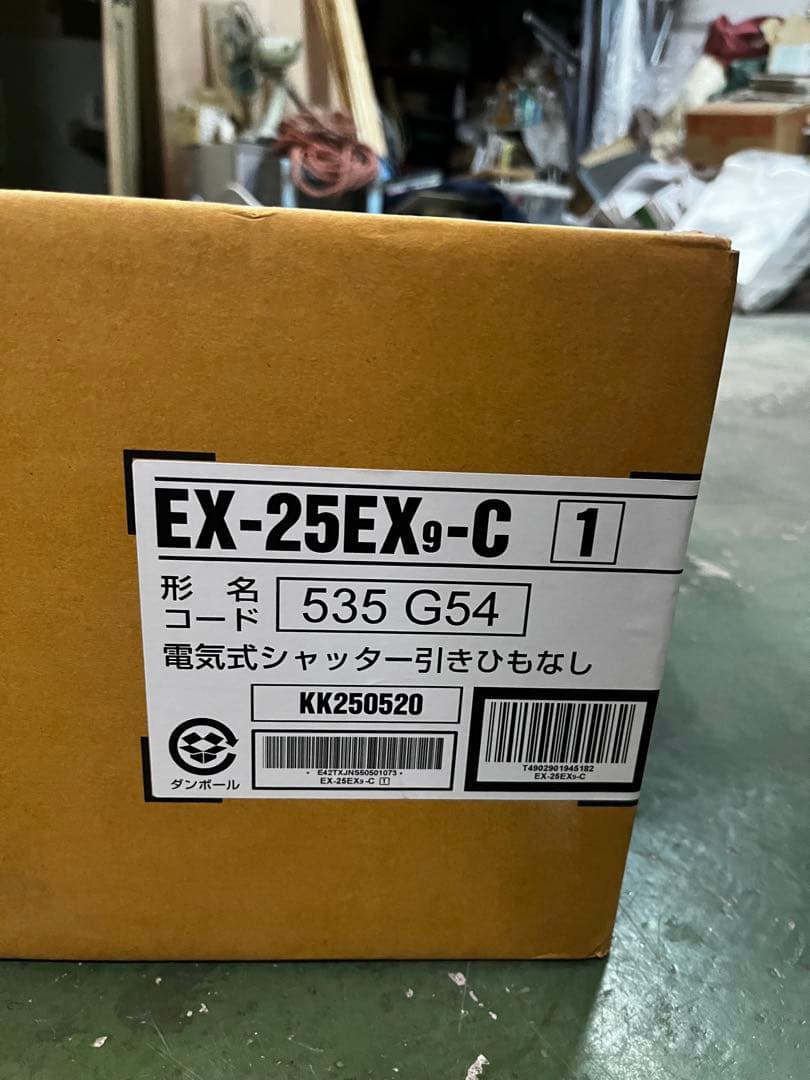 EX-25EX9-C 1
形名
コード 535 G54
電気式シャッター引きひもなし
KK250520
E42TXJNS50501073
EX-25EX9-C 1
T4902901945182
EX-25EX9-C
ダンボール